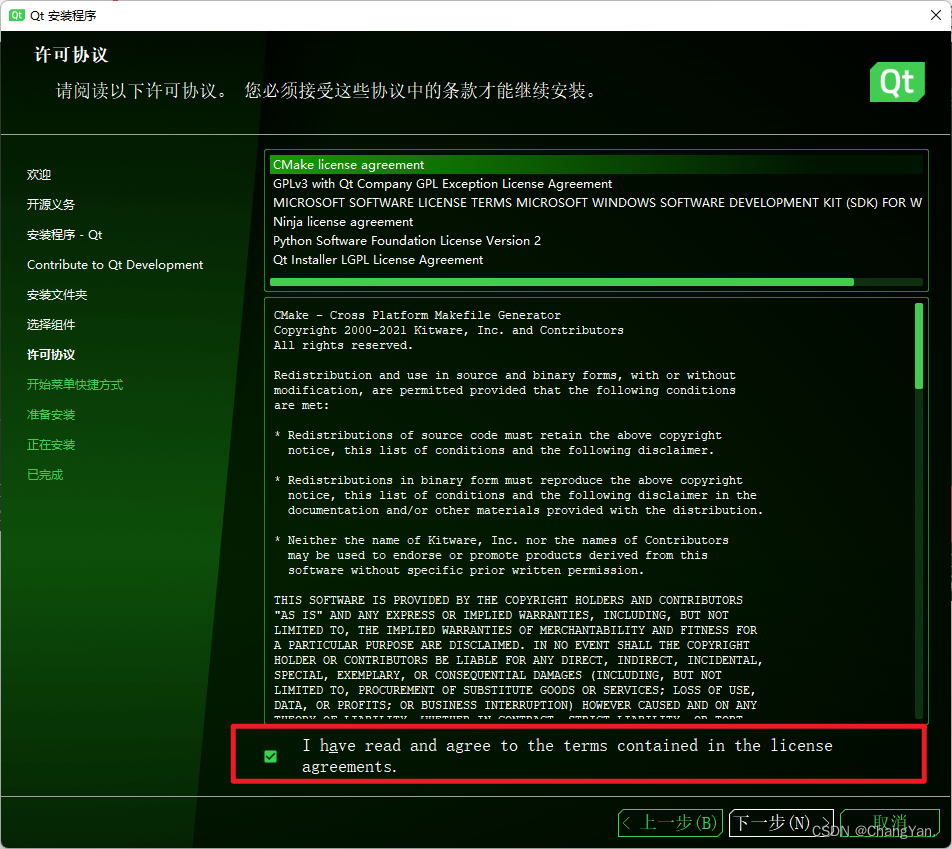 Qt Qt 安装程序
许可协议
请阅读以下许可协议。 您必须接受这些协议中的条款才能继续安装。
Qt
欢迎
开源义务
安装程序 - Qt
Contribute to Qt Development
安装文件夹
选择组件
许可协议
开始菜单快捷方式
准备安装
正在安装
已完成
CMake license agreement
GPLv3 with Qt Company GPL Exception License Agreement
MICROSOFT SOFTWARE LICENSE TERMS MICROSOFT WINDOWS SOFTWARE DEVELOPMENT KIT (SDK) FOR W
Ninja license agreement
Python Software Foundation License Version 2
Qt Installer LGPL License Agreement
CMake - Cross Platform Makefile Generator
Copyright 2000-2021 Kitware, Inc. and Contributors
All rights reserved.
Redistribution and use in source and binary forms, with or without
modification, are permitted provided that the following conditions
are met:
* Redistributions of source code must retain the above copyright
notice, this list of conditions and the following disclaimer.
* Redistributions in binary form must reproduce the above copyright
notice, this list of conditions and the following disclaimer in the
documentation and/or other materials provided with the distribution.
* Neither the name of Kitware, Inc. nor the names of Contributors
may be used to endorse or promote products derived from this
software without specific prior written permission.
THIS SOFTWARE IS PROVIDED BY THE COPYRIGHT HOLDERS AND CONTRIBUTORS
"AS IS" AND ANY EXPRESS OR IMPLIED WARRANTIES, INCLUDING, BUT NOT
LIMITED TO, THE IMPLIED WARRANTIES OF MERCHANTABILITY AND FITNESS FOR
A PARTICULAR PURPOSE ARE DISCLAIMED. IN NO EVENT SHALL THE COPYRIGHT
HOLDER OR CONTRIBUTORS BE LIABLE FOR ANY DIRECT, INDIRECT, INCIDENTAL,
SPECIAL, EXEMPLARY, OR CONSEQUENTIAL DAMAGES (INCLUDING, BUT NOT
LIMITED TO, PROCUREMENT OF SUBSTITUTE GOODS OR SERVICES; LOSS OF USE,
DATA, OR PROFITS; OR BUSINESS INTERRUPTION) HOWEVER CAUSED AND ON ANY
THEORY OF LIABILITY, WHETHER IN CONTRACT, STRICT LIABILITY, OR TORT
I have read and agree to the terms contained in the license
agreements.
< 上一步(B)
下一步(N) >
取消
CSDN @ChangYan.